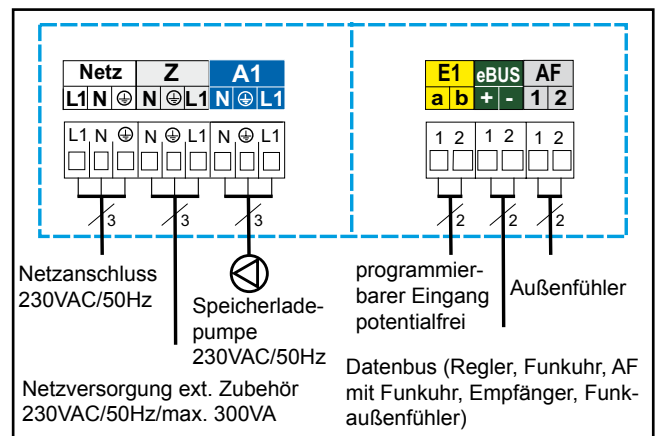 Netz Z A1
L1 N N L1 N L1
L1 N N L1 N L1
3 3 3
Netzanschluss
230VAC/50Hz
Speicherlade-
pumpe
230VAC/50Hz
Netzversorgung ext. Zubehör
230VAC/50Hz/max. 300VA
E1 eBUS AF
a b + - 1 2
1 2 1 2 1 2
2 2 2
programmier-
barer Eingang
potentialfrei
Außenfühler
Datenbus (Regler, Funkuhr, AF
mit Funkuhr, Empfänger, Funk-
außenfühler)